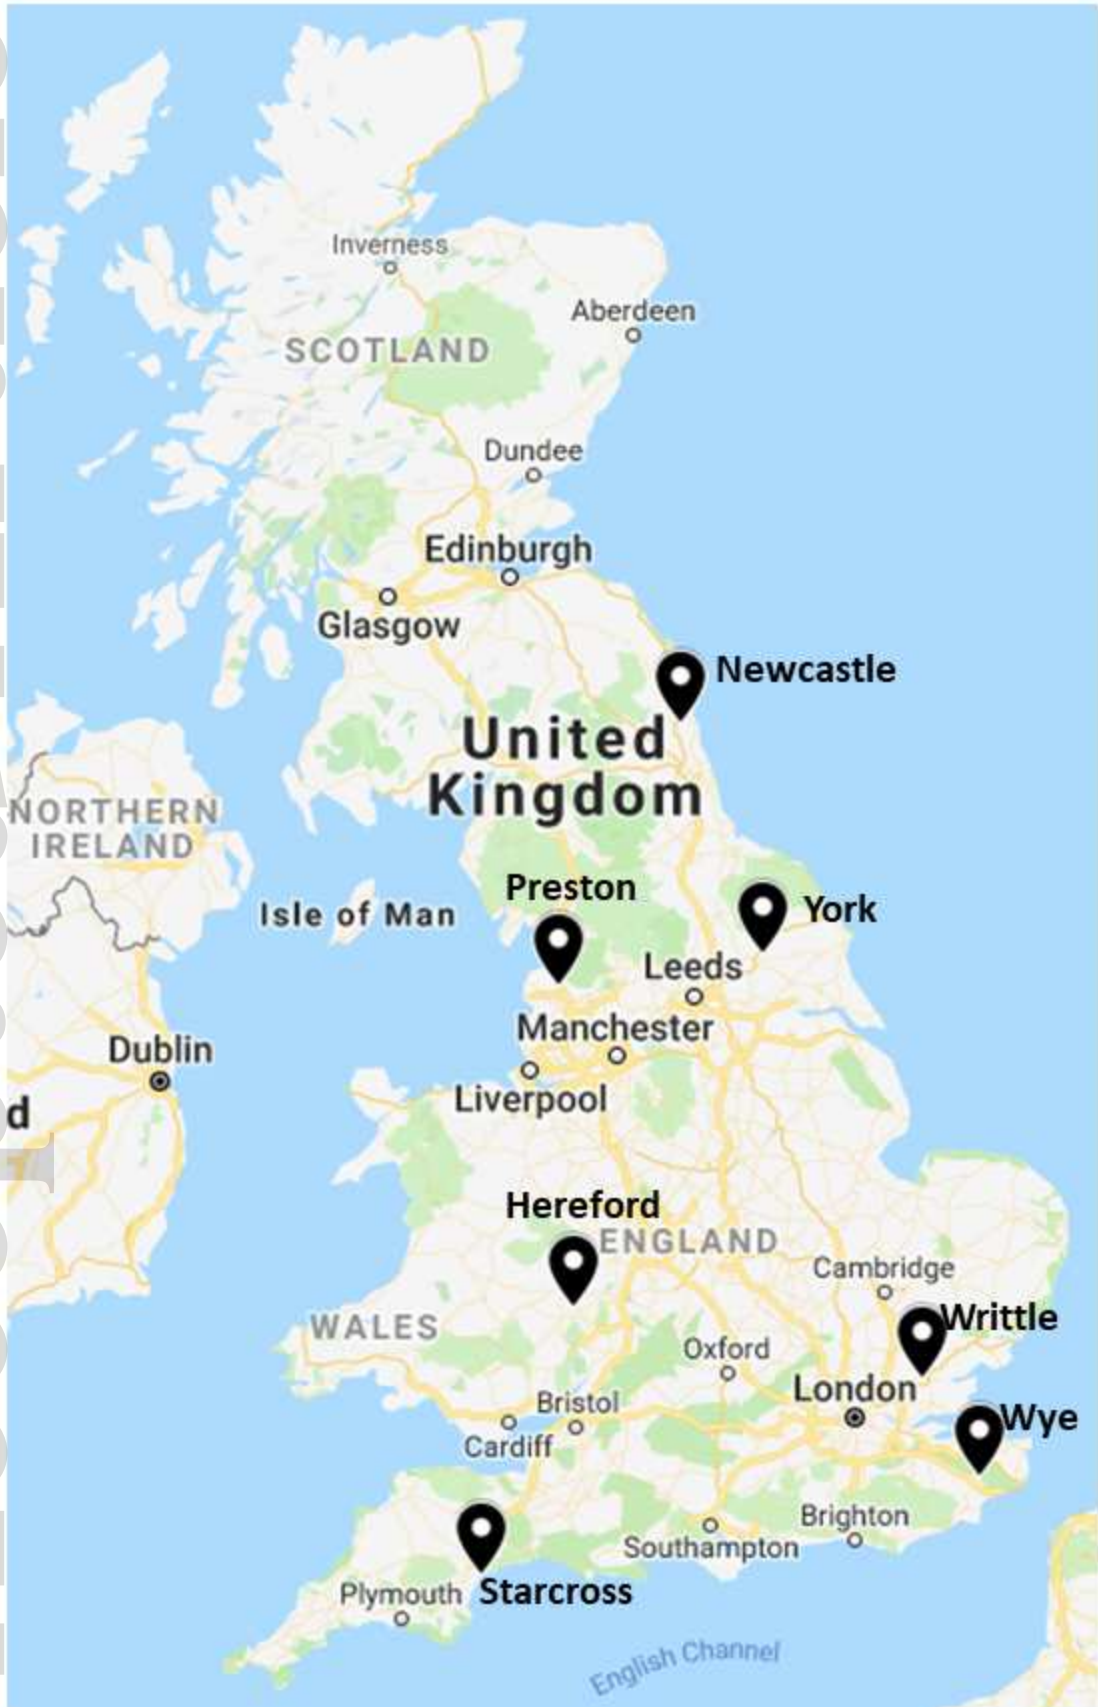 Inverness
Aberdeen
SCOTLAND
Dundee
Edinburgh
Glasgow
Newcastle
United
Kingdom
NORTHERN
IRELAND
Preston
Isle of Man
York
Leeds
Manchester
Dublin
Liverpool
d
Hereford
ENGLAND
Cambridge
Writtle
WALES
Oxford
London
Bristol
Wye
Cardiff
Brighton
Southampton
Plymouth
Starcross
English Channel